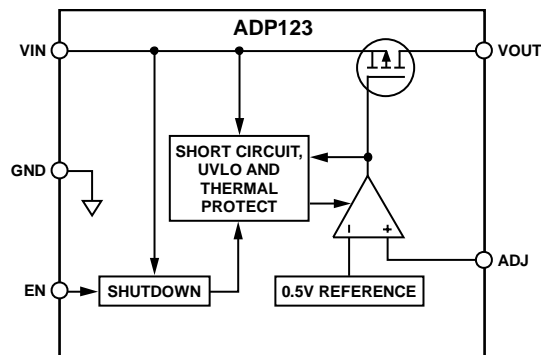 ADP123
VIN
VOUT
SHORT CIRCUIT,
UVLO AND
THERMAL
PROTECT
GND
– +
ADJ
EN
SHUTDOWN
0.5V REFERENCE